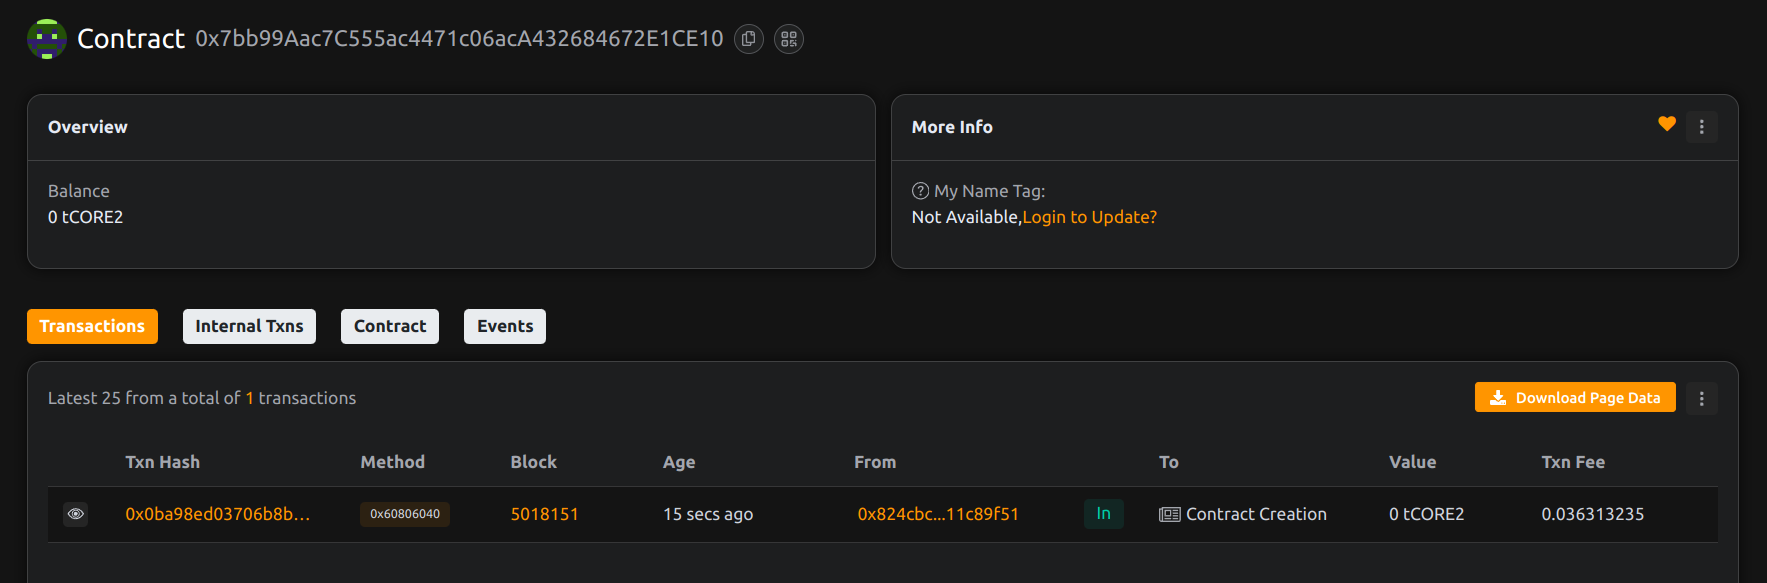 Contract 0x7bb99Aac7C555ac4471c06acA432684672E1CE10
Overview
Balance
0 tCORE2
More Info
My Name Tag:
Not Available,Login to Update?
Transactions Internal Txns Contract Events
Latest 25 from a total of 1 transactions
Download Page Data
Txn Hash Method Block Age From To Value Txn Fee
0x0ba98ed03706b8b... 0x60806040 5018151 15 secs ago 0x824cbc...11c89f51 In Contract Creation 0 tCORE2 0.036313235